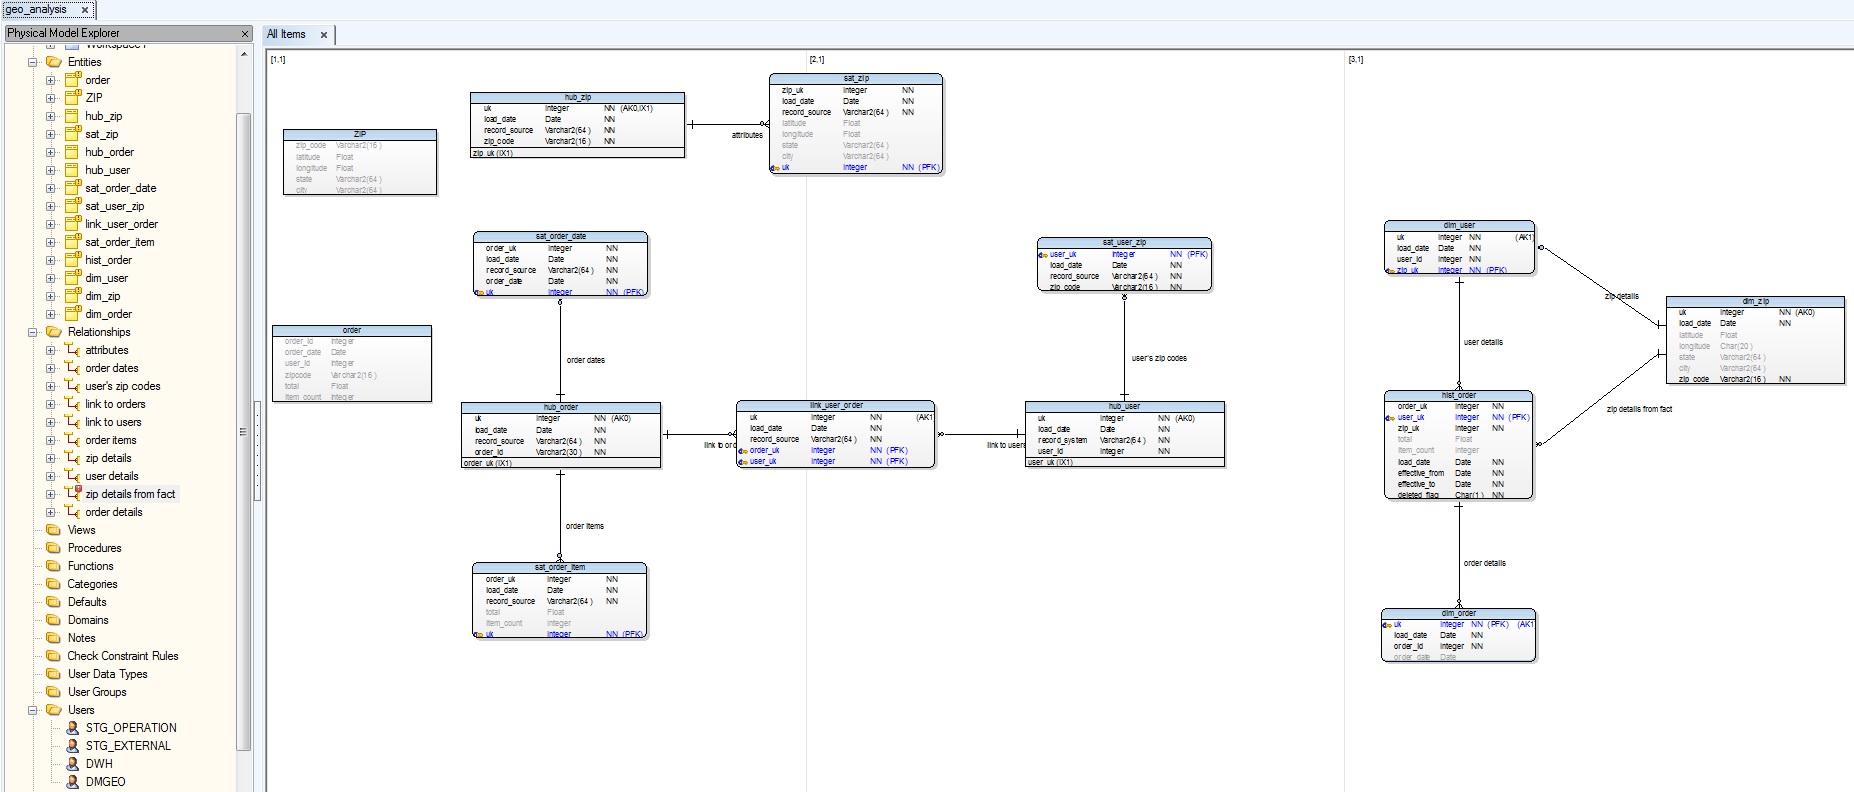 geo_analysis
Physical Model Explorer
All Items
Entities
order
ZIP
hub_zip
sat_zip
hub_order
hub_user
sat_order_date
sat_user_zip
link_user_order
sat_order_item
hist_order
dim_user
dim_zip
dim_order
Relationships
attributes
order dates
user's zip codes
link to orders
link to users
order items
zip details
user details
zip details from fact
order details
Views
Procedures
Functions
Categories
Defaults
Domains
Notes
Check Constraint Rules
User Data Types
User Groups
Users
STG_OPERATION
STG_EXTERNAL
DWH
DMGEO
[1,1]
[2,1]
[3,1]
ZIP
zip_code Varchar2(16)
latitude Float
longitude Float
state Varchar2(64)
city Varchar2(64)
hub_zip
uk Integer NN (AK0,IX1)
load_date Date NN
record_source Varchar2(64) NN
zip_code Varchar2(16) NN
zip_uk (IX1)
attributes
sat_zip
zip_uk Integer NN
load_date Date NN
record_source Varchar2(64) NN
latitude Float
longitude Float
state Varchar2(64)
city Varchar2(64)
uk Integer NN (PFK)
sat_order_date
order_uk Integer NN
load_date Date NN
record_source Varchar2(64) NN
order_date Date NN
uk Integer NN (PFK)
order dates
order
order_id Integer
order_date Date
user_id Integer
zipcode Varchar2(16)
total Float
item_count Integer
hub_order
uk Integer NN (AK0)
load_date Date NN
record_source Varchar2(64) NN
order_id Varchar2(30) NN
order_uk (IX1)
link to orc
link_user_order
uk Integer NN (AK1
load_date Date NN
record_source Varchar2(64) NN
order_uk Integer NN (PFK)
user_uk Integer NN (PFK)
link to users
sat_user_zip
user_uk Integer NN (PFK)
load_date Date NN
record_source Varchar2(64) NN
zip_code Varchar2(16) NN
user's zip codes
hub_user
uk Integer NN (AK0)
load_date Date NN
record_system Varchar2(64) NN
user_id Integer NN
user_uk (IX1)
order items
sat_order_item
order_uk Integer NN
load_date Date NN
record_source Varchar2(64) NN
total Float
item_count Integer
uk Integer NN (PFK)
dim_user
uk Integer NN (AK1)
load_date Date NN
user_id Integer NN
zip_uk Integer NN (PFK)
zip details
dim_zip
uk Integer NN (AK0)
load_date Date NN
latitude Float
longitude Char(20)
state Varchar2(64)
city Varchar2(64)
zip_code Varchar2(16) NN
user details
zip details from fact
hist_order
order_uk Integer NN
user_uk Integer NN (PFK)
zip_uk Integer NN
total Float
item_count Integer
load_date Date NN
effective_from Date NN
effective_to Date NN
deleted_flag Char(1) NN
order details
dim_order
uk Integer NN (PFK) (AK1
load_date Date NN
order_id Integer NN
order_date Date